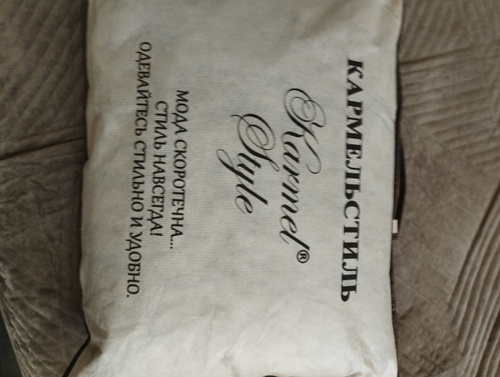 КАРМЕЛЬСТИЛЬ
Karmel®
Style
МОДА СКОРОТЕЧНА...
СТИЛЬ НАВСЕГДА!
ОДЕВАЙТЕСЬ СТИЛЬНО И УДОБНО.